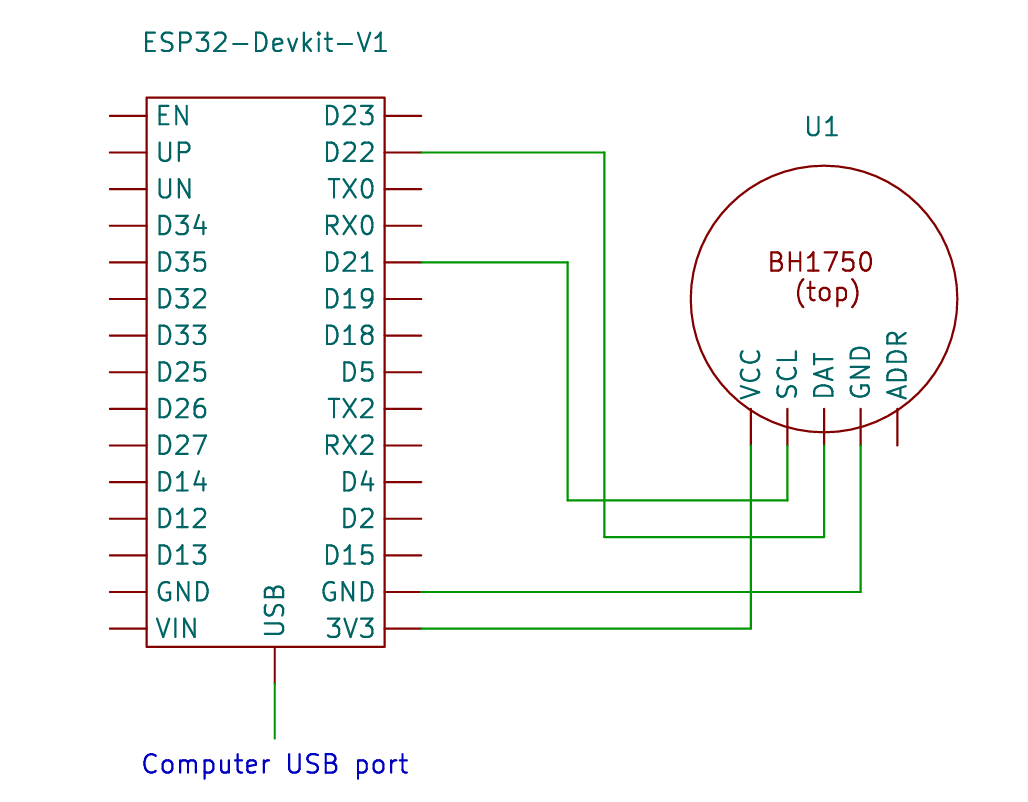 ESP32-Devkit-V1
EN
UP
UN
D34
D35
D32
D33
D25
D26
D27
D14
D12
D13
GND
VIN
USB
D23
D22
TX0
RX0
D21
D19
D18
D5
TX2
RX2
D4
D2
D15
GND
3V3
Computer USB port
U1
BH1750
(top)
VCC
SCL
DAT
GND
ADDR